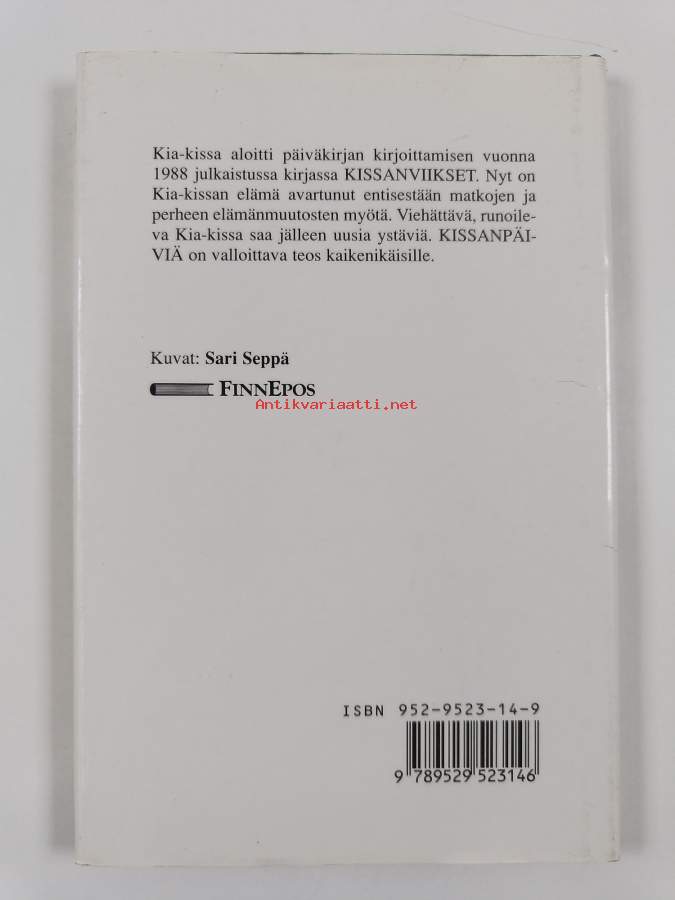 Kia-kissa aloitti päiväkirjan kirjoittamisen vuonna
1988 julkaistussa kirjassa KISSANVIIKSET. Nyt on
Kia-kissan elämä avartunut entisestään matkojen ja
perheen elämänmuutosten myötä. Viehättävä, runoile-
va Kia-kissa saa jälleen uusia ystäviä. KISSANPÄI-
VIÄ on valloittava teos kaikenikäisille.
Kuvat: Sari Seppä
FINNEPOS
Antikvariaatti.net
ISBN 952-9523-14-9
9 789529 523146